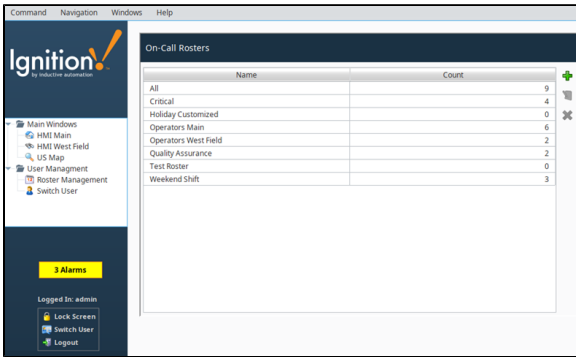 Command Navigation Windows Help
Ignition!
by inductive automation
On-Call Rosters
Name Count
All 9
Critical 4
Holiday Customized 0
Operators Main 6
Operators West Field 2
Quality Assurance 2
Test Roster 0
Weekend Shift 3
Main Windows
HMI Main
HMI West Field
US Map
User Managment
Roster Management
Switch User
3 Alarms
Logged In: admin
Lock Screen
Switch User
Logout